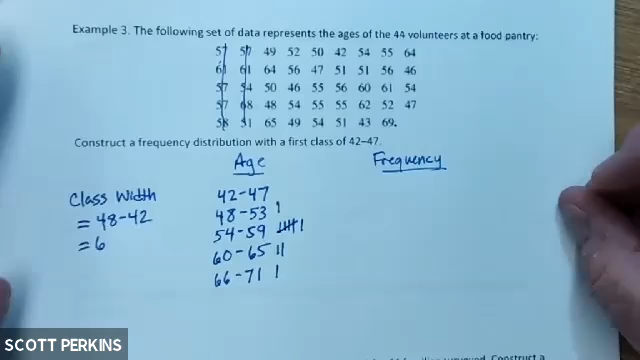 Example 3. The following set of data represents the ages of the 44 volunteers at a food pantry:
57 57 49 52 50 42 54 55 64
61 61 64 56 47 51 51 56 46
57 54 50 46 55 56 60 61 54
57 68 48 54 55 55 62 52 47
58 51 65 49 54 51 43 69.
Construct a frequency distribution with a first class of 42–47.
Age Frequency
Class Width
= 48-42
= 6
42-47
48-53
54-59
60-65
66-71
SCOTT PERKINS
Construct a